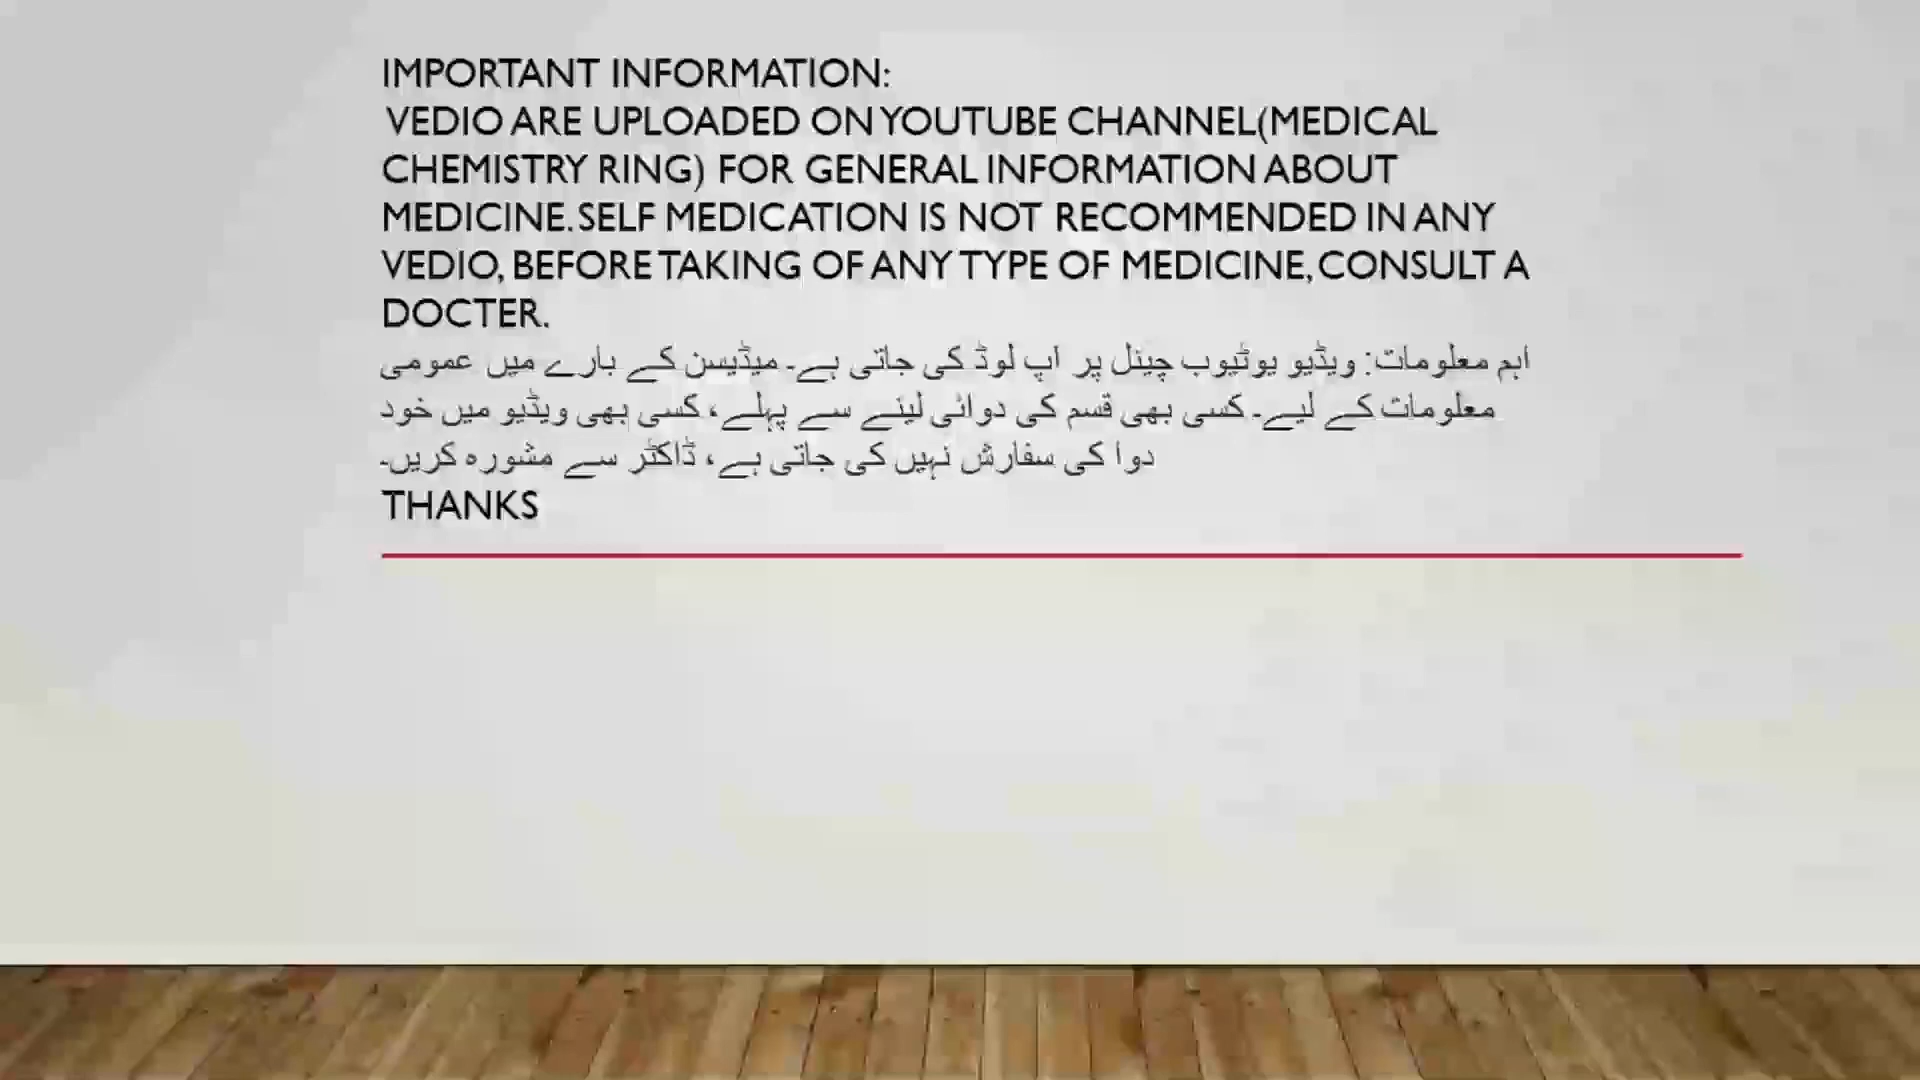 IMPORTANT INFORMATION:
VEDIO ARE UPLOADED ON YOUTUBE CHANNEL(MEDICAL
CHEMISTRY RING) FOR GENERAL INFORMATION ABOUT
MEDICINE. SELF MEDICATION IS NOT RECOMMENDED IN ANY
VEDIO, BEFORE TAKING OF ANY TYPE OF MEDICINE, CONSULT A
DOCTER.
اہم معلومات: ویڈیو یوٹیوب چینل پر اپ لوڈ کی جاتی ہے۔ میڈیسن کے بارے میں عمومی
معلومات کے لیے۔ کسی بھی قسم کی دوائی لینے سے پہلے، کسی بھی ویڈیو میں خود
دوا کی سفارش نہیں کی جاتی ہے، ڈاکٹر سے مشورہ کریں۔
THANKS